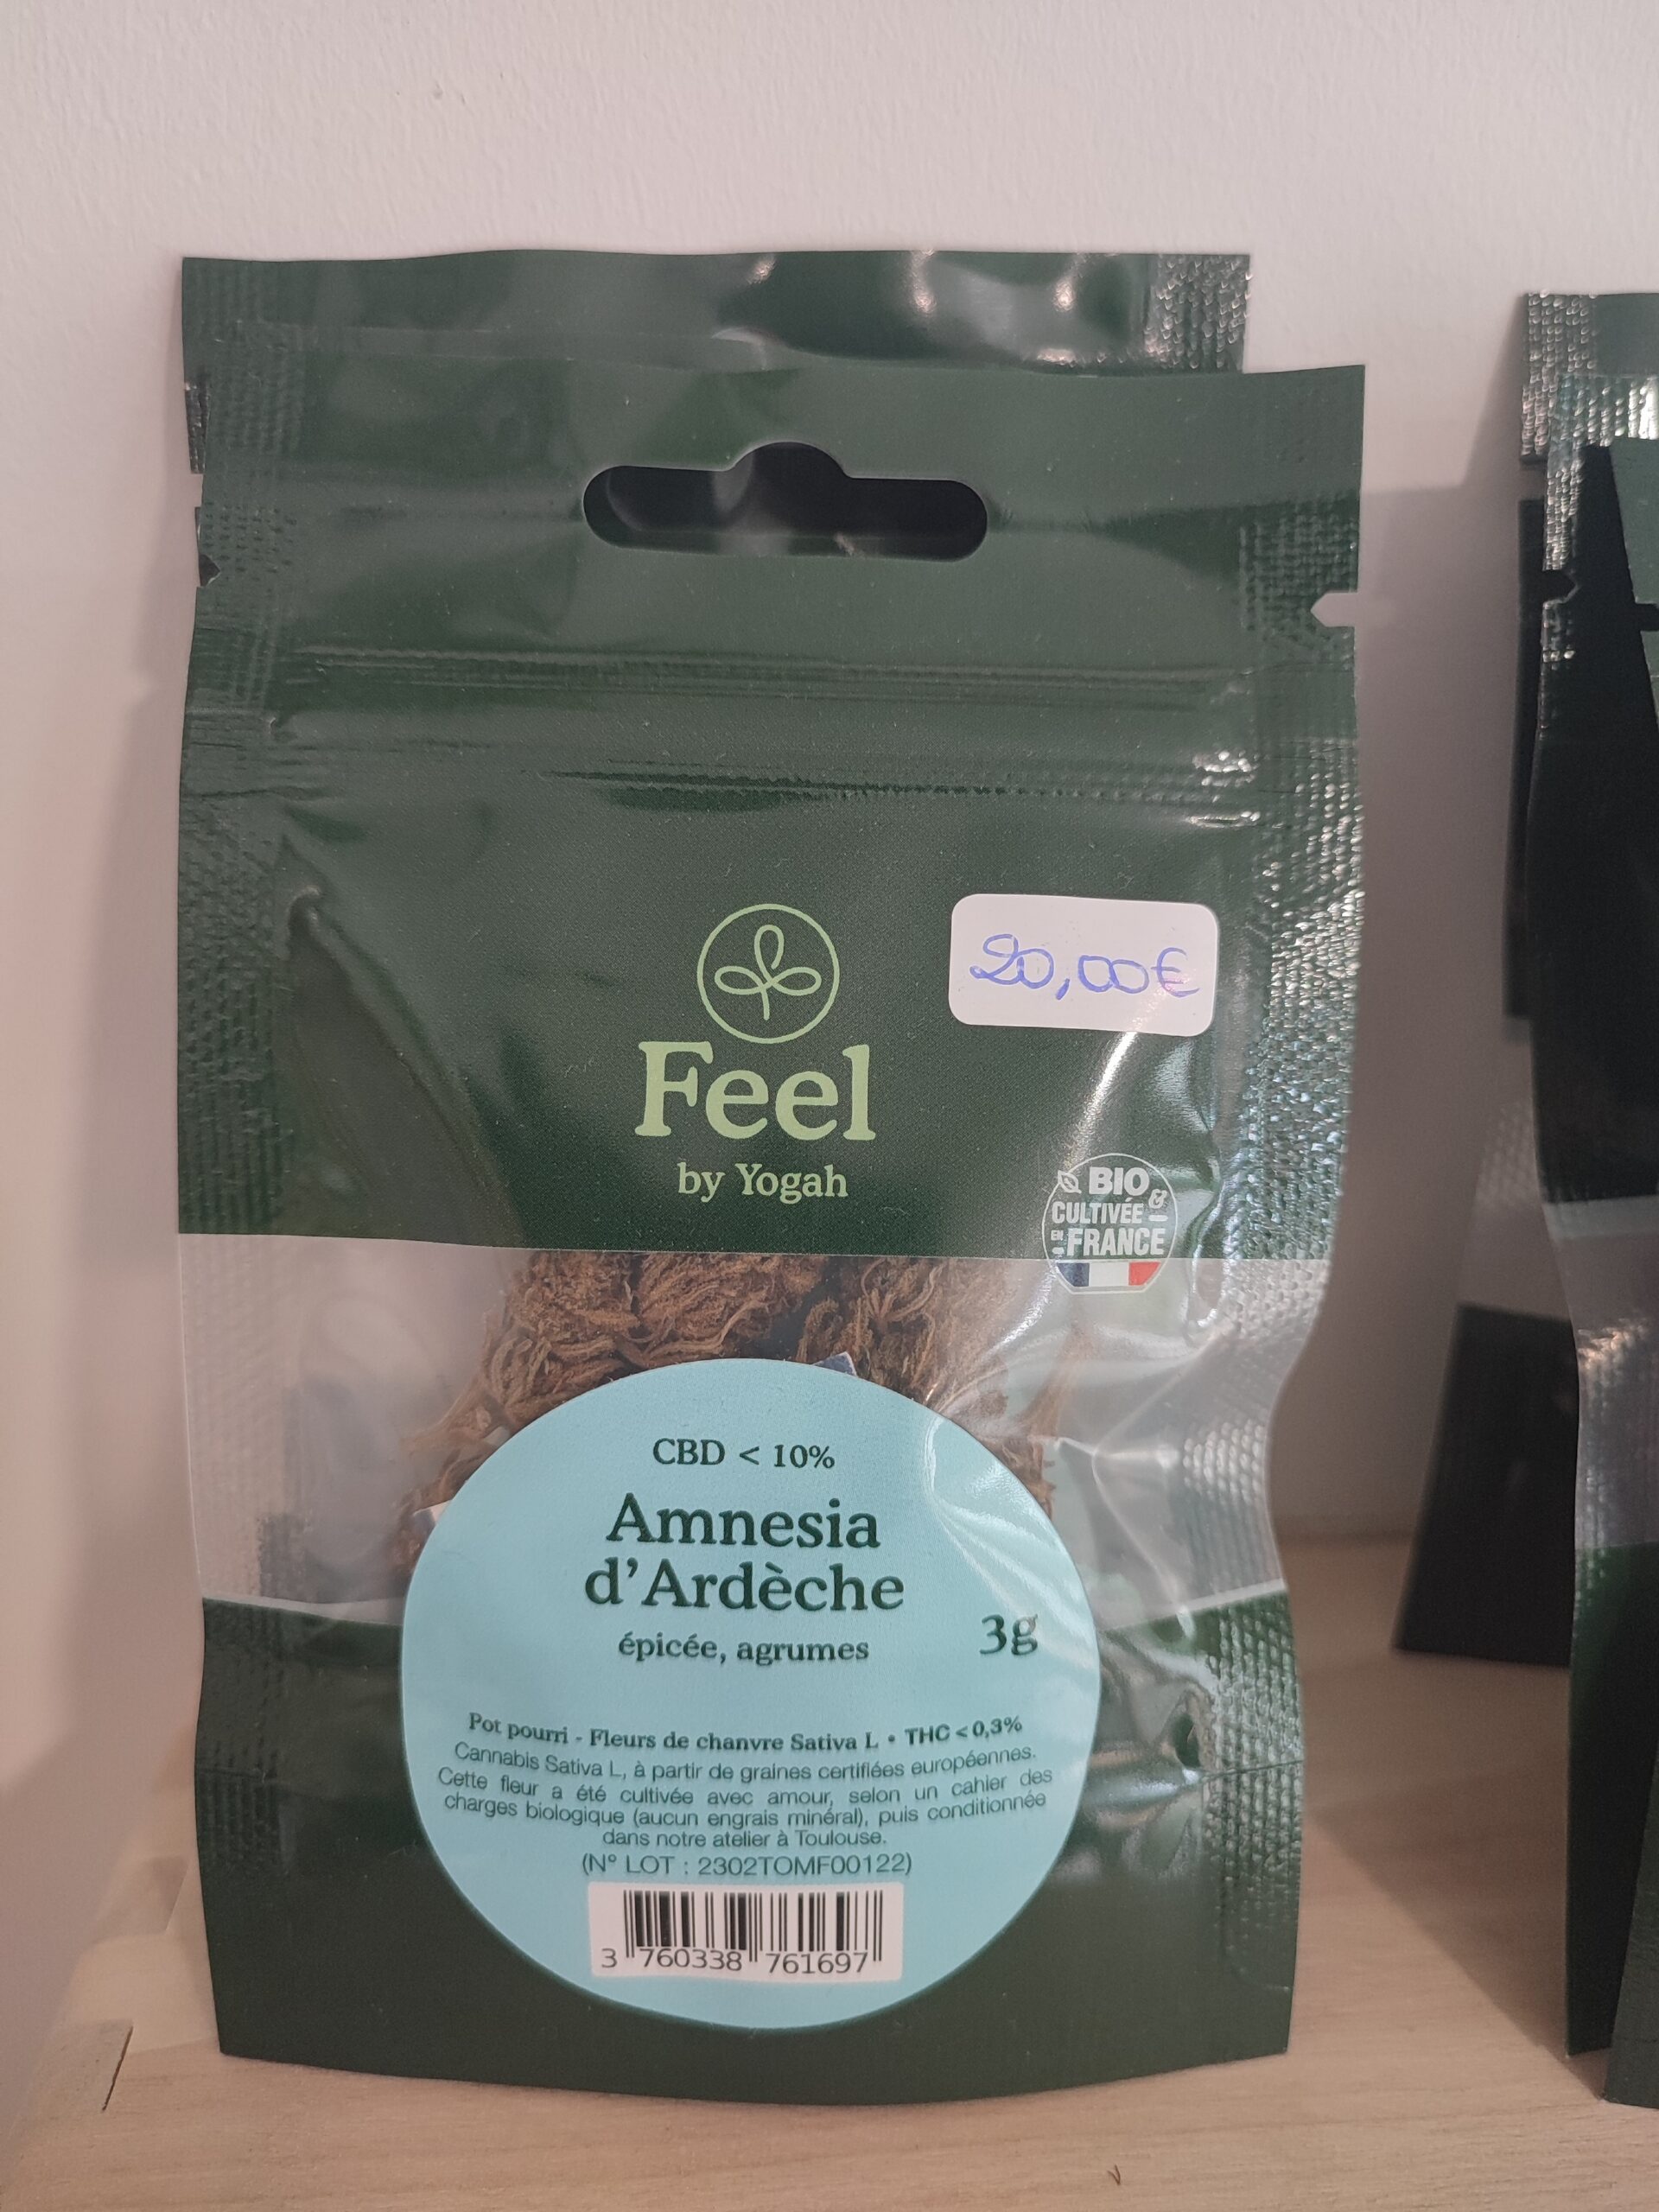 20,00€
Feel
by Yogah
BIO &
CULTIVÉE
EN FRANCE
CBD < 10%
Amnesia
d'Ardèche
épicée, agrumes
3g
Pot pourri - Fleurs de chanvre Sativa L • THC < 0,3%
Cannabis Sativa L, à partir de graines certifiées européennes.
Cette fleur a été cultivée avec amour, selon un cahier des
charges biologique (aucun engrais minéral), puis conditionnée
dans notre atelier à Toulouse.
(N° LOT : 2302TOMF00122)
3 760338 761697